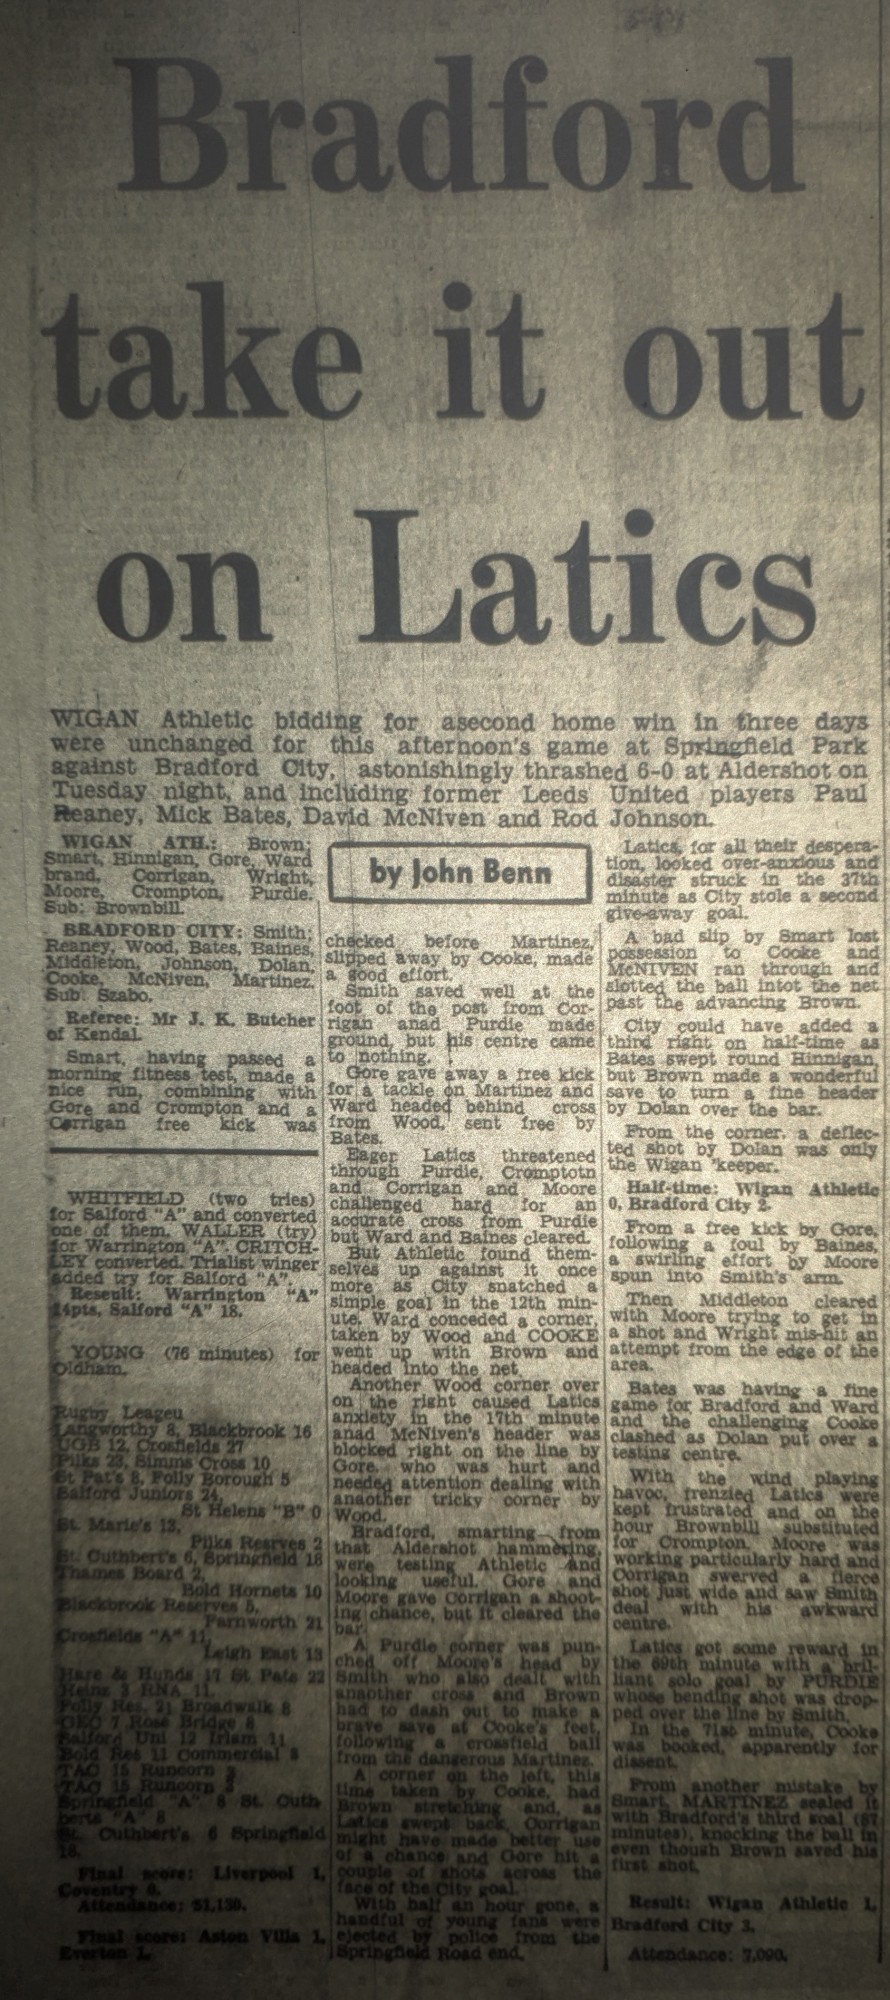 Bradford
take it out
on Latics
WIGAN Athletic bidding for asecond home win in three days
were unchanged for this afternoon's game at Springfield Park
against Bradford City, astonishingly thrashed 6-0 at Aldershot on
Tuesday night, and including former Leeds United players Paul
Reaney, Mick Bates, David McNiven and Rod Johnson.
WIGAN ATH.: Brown;
Smart, Hinnigan, Gore, Ward
brand, Corrigan, Wright,
Moore, Crompton, Purdie.
Sub: Brownbill.
BRADFORD CITY: Smith;
Reaney, Wood, Bates, Baines,
Middleton, Johnson, Dolan,
Cooke, McNiven, Martinez.
Sub: Szabo.
Referee: Mr J. K. Butcher
of Kendal.
Smart, having passed a
morning fitness test, made a
nice run, combining with
Gore and Crompton and a
Corrigan free kick was
WHITFIELD (two tries)
for Salford "A" and converted
one of them. WALLER (try)
for Warrington "A". CRITCH-
LEY converted. Trialist winger
added try for Salford "A".
Reseult: Warrington "A"
14pts, Salford "A" 18.
YOUNG (76 minutes) for
Oldham.
Rugby Leageu
Langworthy 8, Blackbrook 16
UGB 12, Crosfields 27
Pilks 23, Simms Cross 10
St Pat's 8, Folly Borough 5
Salford Juniors 24,
St Helens "B" 0
St. Marie's 13,
Pilks Resrves 2
St. Cuthbert's 6, Springfield 18
Thames Board 2,
Bold Hornets 10
Blackbrook Reserves 5,
Farnworth 21
Crosfields "A" 11,
Leigh East 13
Hare & Hunds 17 St Pats 22
Heinz 3 RNA 11.
Folly Res. 21 Broadwalk 8
GEC 7 Rose Bridge 8
Salford Uni 12 Irlam 11
Bold Res 11 Commercial 8
TAC 15 Runcorn 3
TAC 15 Runcorn 3
Springfield "A" 8 St. Cuth-
berts "A" 8
St. Cuthbert's 6 Springfield
18.
Final score: Liverpool 1,
Coventry 0.
Attendance: 51,130.
Final score: Aston Villa 1,
Everton 1.
by John Benn
checked before Martinez,
slipped away by Cooke, made
a good effort.
Smith saved well at the
foot of the post from Cor-
rigan anad Purdie made
ground, but his centre came
to nothing.
Gore gave away a free kick
for a tackle on Martinez and
Ward headed behind cross
from Wood, sent free by
Bates.
Eager Latics threatened
through Purdie, Cromptotn
and Corrigan and Moore
challenged hard for an
accurate cross from Purdie
but Ward and Baines cleared.
But Athletic found them-
selves up against it once
more as City snatched a
simple goal in the 12th min-
ute. Ward conceded a corner,
taken by Wood and COOKE
went up with Brown and
headed into the net.
Another Wood corner over
on the right caused Latics
anxiety in the 17th minute
anad McNiven's header was
blocked right on the line by
Gore, who was hurt and
needed attention dealing with
anaother tricky corner by
Wood.
Bradford, smarting from
that Aldershot hammering,
were testing Athletic and
looking useful. Gore and
Moore gave Corrigan a shoot-
ing chance, but it cleared the
bar.
A Purdie corner was pun-
ched off Moore's head by
Smith who also dealt with
anaother cross and Brown
had to dash out to make a
brave save at Cooke's feet,
following a crossfield ball
from the dangerous Martinez.
A corner on the left, this
time taken by Cooke, had
Brown stretching and, as
Latics swept back, Corrigan
might have made better use
of a chance and Gore hit a
couple of shots across the
face of the City goal.
With half an hour gone, a
handful of young fans were
ejected by police from the
Springfield Road end.
Latics, for all their despera-
tion, looked over-anxious and
disaster struck in the 37th
minute as City stole a second
give-away goal.
A bad slip by Smart lost
possession to Cooke and
McNIVEN ran through and
slotted the ball intot the net
past the advancing Brown.
City could have added a
third right on half-time as
Bates swept round Hinnigan,
but Brown made a wonderful
save to turn a fine header
by Dolan over the bar.
From the corner, a deflec-
ted shot by Dolan was only
the Wigan 'keeper.
Half-time: Wigan Athletic
0, Bradford City 2.
From a free kick by Gore,
following a foul by Baines,
a swirling effort by Moore
spun into Smith's arm.
Then Middleton cleared
with Moore trying to get in
a shot and Wright mis-hit an
attempt from the edge of the
area.
Bates was having a fine
game for Bradford and Ward
and the challenging Cooke
clashed as Dolan put over a
testing centre.
With the wind playing
havoc, frenzied Latics were
kept frustrated and on the
hour Brownbill substituted
for Crompton. Moore was
working particularly hard and
Corrigan swerved a fierce
shot just wide and saw Smith
deal with his awkward
centre.
Latics got some reward in
the 69th minute with a bril-
liant solo goal by PURDIE
whose bending shot was drop-
ped over the line by Smith.
In the 71st minute, Cooke
was booked, apparently for
dissent.
From another mistake by
Smart, MARTINEZ sealed it
with Bradford's third goal (87
minutes), knocking the ball in
even though Brown saved his
first shot.
Result: Wigan Athletic 1,
Bradford City 3.
Attendance: 7,090.